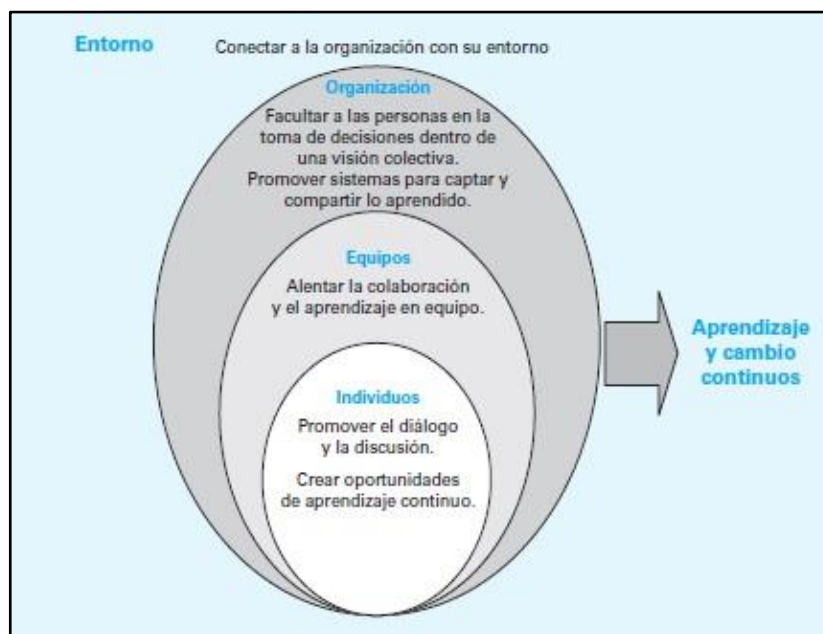 Entorno
Conectar a la organización con su entorno
Organización
Facultar a las personas en la
toma de decisiones dentro de
una visión colectiva.
Promover sistemas para captar y
compartir lo aprendido.
Equipos
Alentar la colaboración
y el aprendizaje en equipo.
Individuos
Promover el diálogo
y la discusión.
Crear oportunidades
de aprendizaje continuo.
Aprendizaje
y cambio
continuos